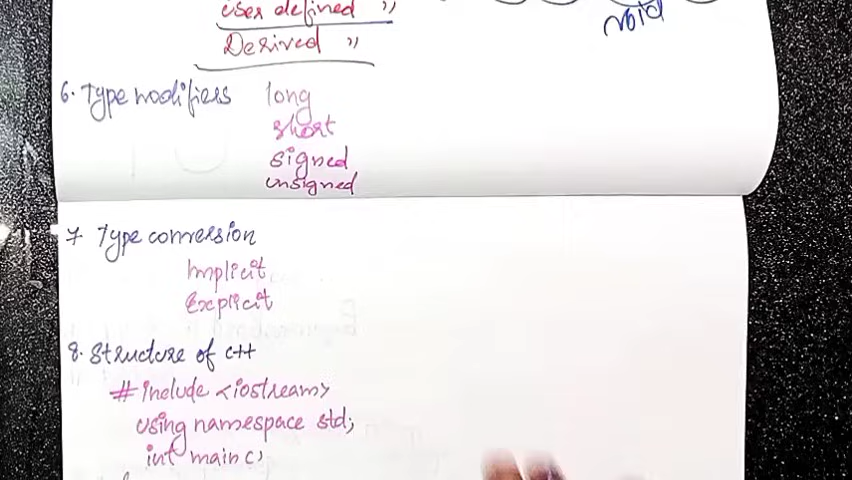 User defined "
Derived "
void
6. Type modifiers long
short
signed
unsigned
7 Type conversion
Implicit
Explicit
8. Structure of C++
# include <iostream>
using namespace std;
int main()